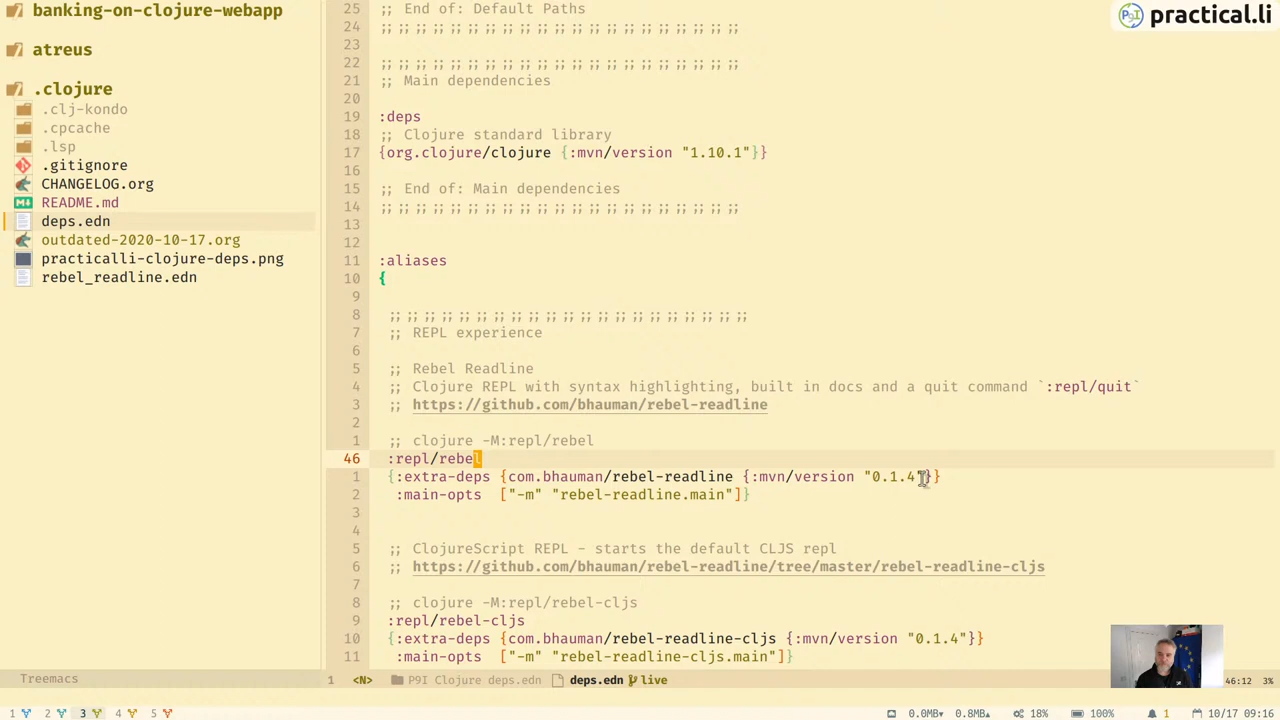 banking-on-clojure-webapp
atreus
.clojure
.clj-kondo
.cpcache
.lsp
.gitignore
CHANGELOG.org
README.md
deps.edn
outdated-2020-10-17.org
practicalli-clojure-deps.png
rebel_readline.edn
Treemacs
25 ;; End of: Default Paths
24 ;; ;; ;; ;; ;; ;; ;; ;; ;; ;; ;; ;; ;; ;; ;; ;; ;; ;; ;; ;;
23
22 ;; ;; ;; ;; ;; ;; ;; ;; ;; ;; ;; ;; ;; ;; ;; ;; ;; ;; ;; ;;
21 ;; Main dependencies
20
19 :deps
18 ;; Clojure standard library
17 {org.clojure/clojure {:mvn/version "1.10.1"}}
16
15 ;; End of: Main dependencies
14 ;; ;; ;; ;; ;; ;; ;; ;; ;; ;; ;; ;; ;; ;; ;; ;; ;; ;; ;; ;;
13
12
11 :aliases
10 {
9
8 ;; ;; ;; ;; ;; ;; ;; ;; ;; ;; ;; ;; ;; ;; ;; ;; ;; ;; ;; ;;
7 ;; REPL experience
6
5 ;; Rebel Readline
4 ;; Clojure REPL with syntax highlighting, built in docs and a quit command `:repl/quit`
3 ;; https://github.com/bhauman/rebel-readline
2
1 ;; clojure -M:repl/rebel
46 :repl/rebel
1 {:extra-deps {com.bhauman/rebel-readline {:mvn/version "0.1.4"}}
2 :main-opts ["-m" "rebel-readline.main"]}
3
4
5 ;; ClojureScript REPL - starts the default CLJS repl
6 ;; https://github.com/bhauman/rebel-readline/tree/master/rebel-readline-cljs
7
8 ;; clojure -M:repl/rebel-cljs
9 :repl/rebel-cljs
10 {:extra-deps {com.bhauman/rebel-readline-cljs {:mvn/version "0.1.4"}}
11 :main-opts ["-m" "rebel-readline-cljs.main"]}
practical.li
1 <N> P9I Clojure deps.edn deps.edn live 46:12 3%
1 2 3 4 5 0.0MB 0.8MB 18% 100% 1 10/17 09:16